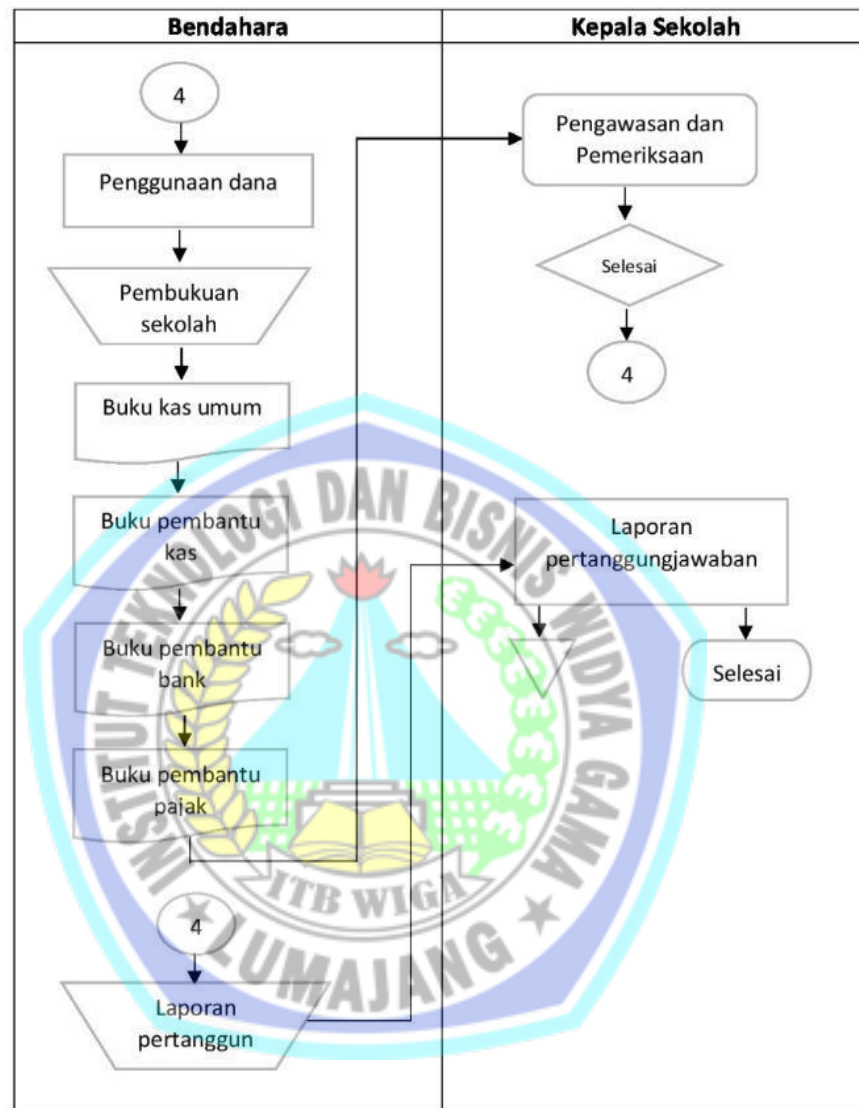 Bendahara
Kepala Sekolah
4
Penggunaan dana
Pembukuan
sekolah
Buku kas umum
Buku pembantu
kas
Buku pembantu
bank
Buku pembantu
pajak
4
Laporan
pertanggun
Pengawasan dan
Pemeriksaan
Selesai
4
Laporan
pertanggungjawaban
Selesai
INSTITUT TEKNOLOGI DAN BISNIS WIDYA GAMA
ITB WIGA
LUMAJANG